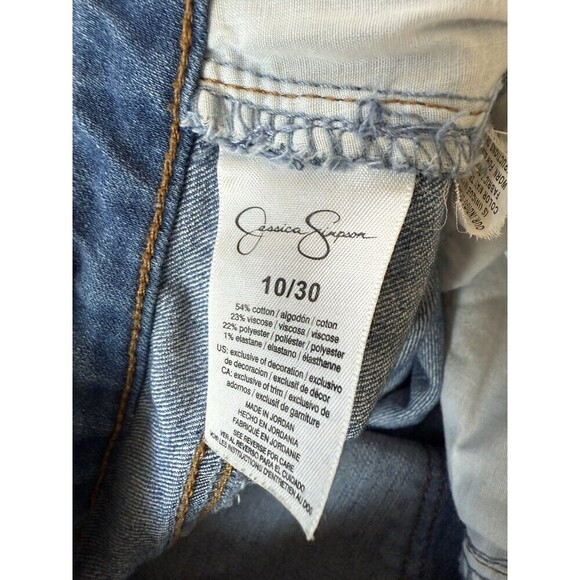 Jessica Simpson
10/30
54% cotton / algodón / coton
23% viscose / viscosa / viscose
22% polyester / poliéster / polyester
1% elastane / elastano / élasthanne
US: exclusive of decoration / exclusivo
de decoracion / exclusif de décor
CA: exclusive of trim / exclusivo de
adornos / exclusif de garniture
MADE IN JORDAN
HECHO EN JORDANIA
FABRIQUÉ EN JORDANIE
SEE REVERSE FOR CARE
VER AL REVERSO PARA EL CUIDADO
VOIR LES INSTRUCTIONS D'ENTRETIEN AU DOS